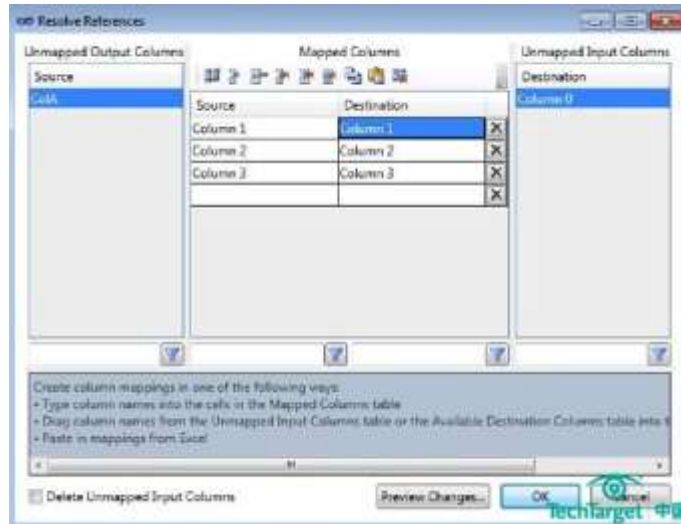 Resolve References
Unmapped Output Columns
Mapped Columns
Unmapped Input Columns
Source
Destination
ColA
Column 0
Source Destination
Column 1 Column 1
Column 2 Column 2
Column 3 Column 3
Create column mappings in one of the following ways:
• Type column names into the cells in the Mapped Columns table
• Drag column names from the Unmapped Input Columns table or the Available Destination Columns table into t
• Paste in mappings from Excel
Delete Unmapped Input Columns
Preview Changes...
OK
Cancel
TechTarget